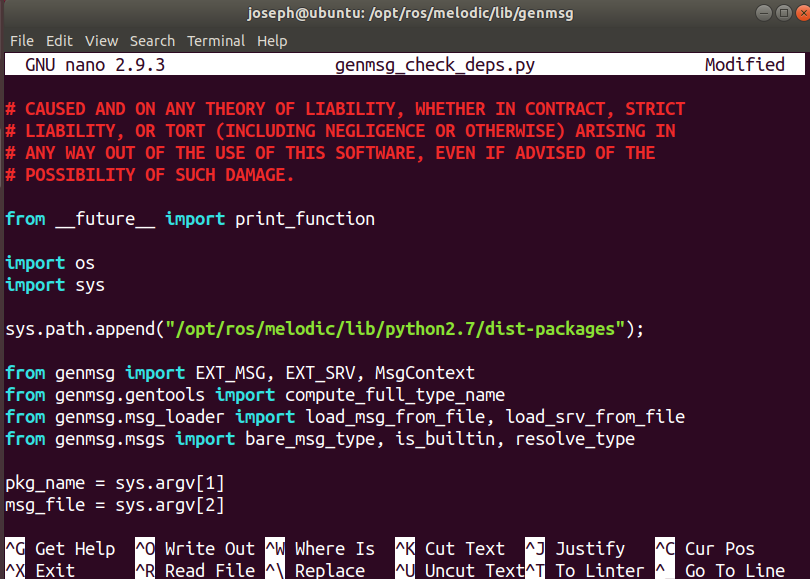 joseph@ubuntu: /opt/ros/melodic/lib/genmsg
File Edit View Search Terminal Help
GNU nano 2.9.3 genmsg_check_deps.py Modified
# CAUSED AND ON ANY THEORY OF LIABILITY, WHETHER IN CONTRACT, STRICT
# LIABILITY, OR TORT (INCLUDING NEGLIGENCE OR OTHERWISE) ARISING IN
# ANY WAY OUT OF THE USE OF THIS SOFTWARE, EVEN IF ADVISED OF THE
# POSSIBILITY OF SUCH DAMAGE.
from __future__ import print_function
import os
import sys
sys.path.append("/opt/ros/melodic/lib/python2.7/dist-packages");
from genmsg import EXT_MSG, EXT_SRV, MsgContext
from genmsg.gentools import compute_full_type_name
from genmsg.msg_loader import load_msg_from_file, load_srv_from_file
from genmsg.msgs import bare_msg_type, is_builtin, resolve_type
pkg_name = sys.argv[1]
msg_file = sys.argv[2]
^G Get Help ^O Write Out ^W Where Is ^K Cut Text ^J Justify ^C Cur Pos
^X Exit ^R Read File ^\ Replace ^U Uncut Text ^T To Linter ^_ Go To Line